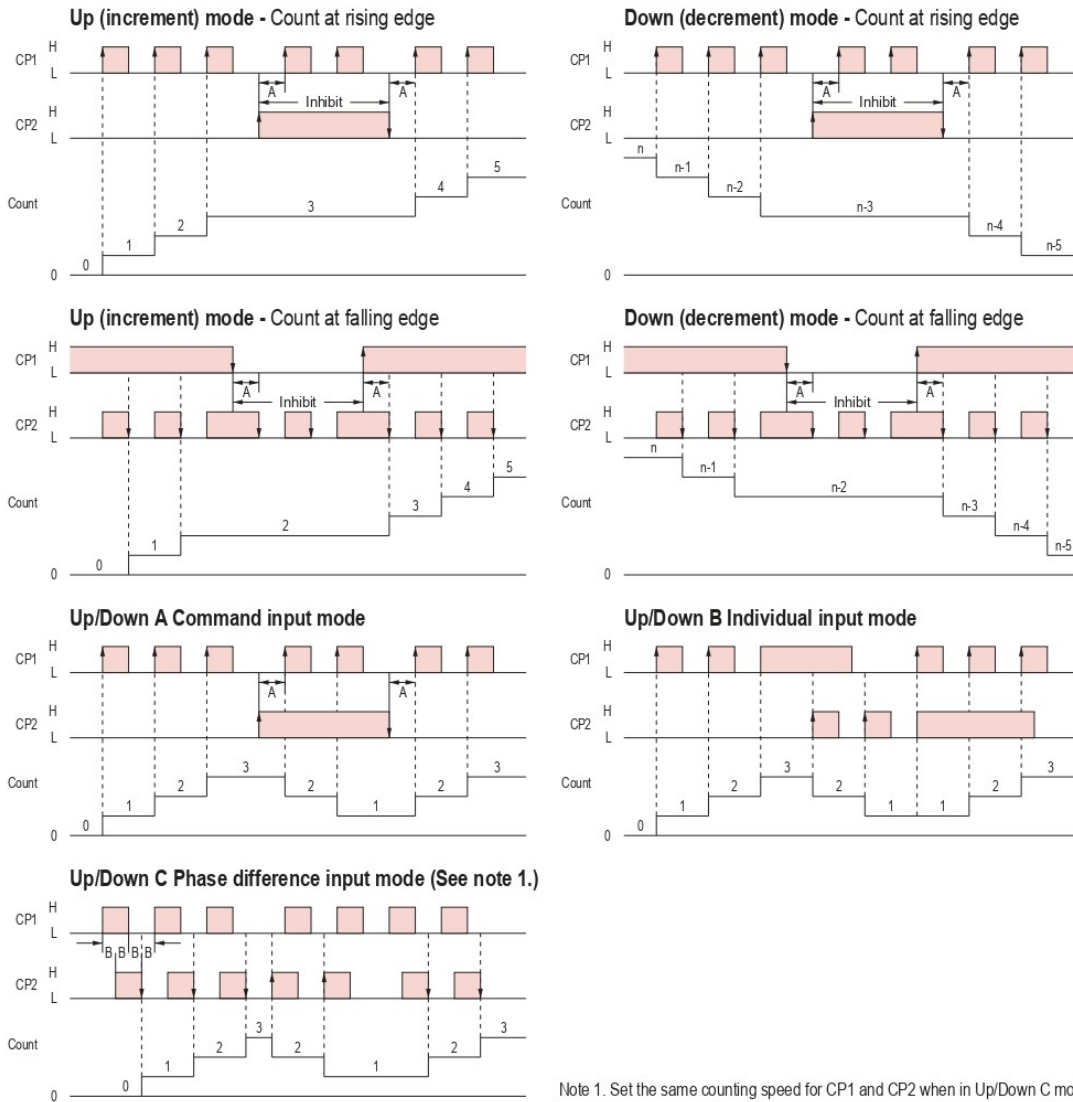 Up (increment) mode - Count at rising edge
H
CP1
L
A
A
Inhibit
H
CP2
L
5
4
Count
3
2
1
0
0
Down (decrement) mode - Count at rising edge
H
CP1
L
A
A
Inhibit
H
CP2
L
n
n-1
n-2
Count
n-3
n-4
n-5
0
Up (increment) mode - Count at falling edge
H
CP1
L
A
A
Inhibit
H
CP2
L
5
4
Count
3
2
1
0
0
Down (decrement) mode - Count at falling edge
H
CP1
L
A
A
Inhibit
H
CP2
L
n
n-1
Count
n-2
n-3
n-4
n-5
0
Up/Down A Command input mode
H
CP1
L
A
A
H
CP2
L
Count
3
3
2
2
2
1
1
0
0
Up/Down B Individual input mode
H
CP1
L
H
CP2
L
Count
3
3
2
2
2
1
1
1
0
0
Up/Down C Phase difference input mode (See note 1.)
H
CP1
L
B B B B
H
CP2
L
Count
3
3
2
2
2
1
1
0
0
Note 1. Set the same counting speed for CP1 and CP2 when in Up/Down C mo